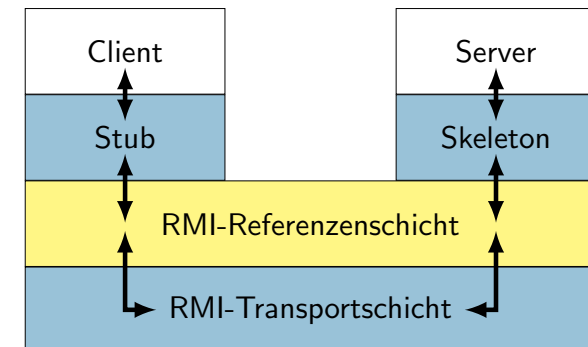 Client
Server
Stub
Skeleton
RMI-Referenzenschicht
RMI-Transportschicht